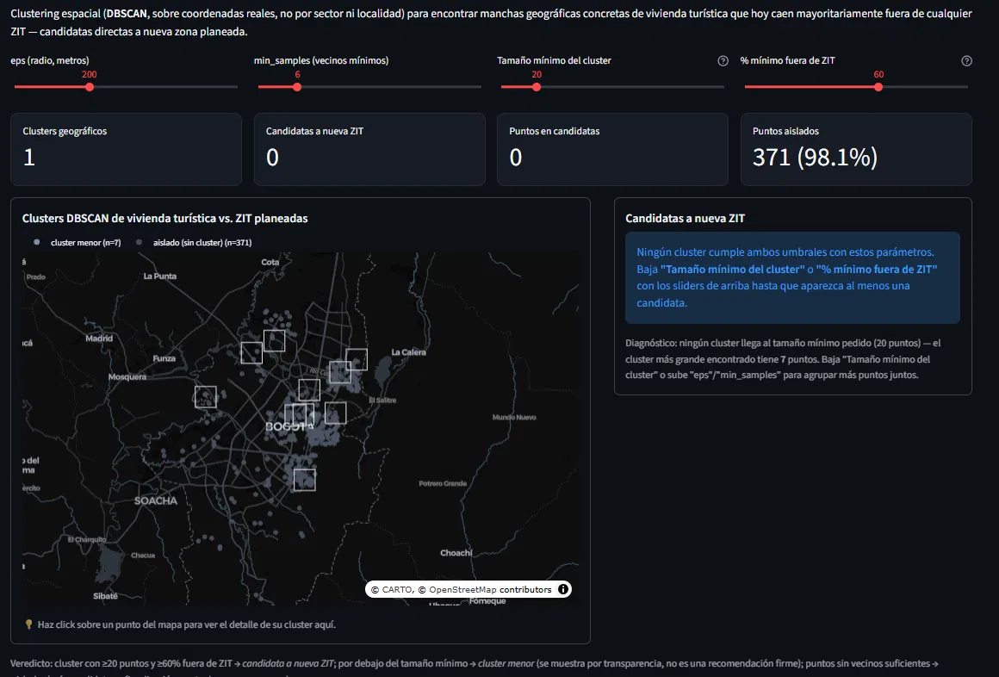 Clustering espacial (DBSCAN, sobre coordenadas reales, no por sector ni localidad) para encontrar manchas geográficas concretas de vivienda turística que hoy caen mayoritariamente fuera de cualquier
ZIT — candidatas directas a nueva zona planeada.
eps (radio, metros)
200
min_samples (vecinos mínimos)
6
Tamaño mínimo del cluster
20
% mínimo fuera de ZIT
60
Clusters geográficos
1
Candidatas a nueva ZIT
0
Puntos en candidatas
0
Puntos aislados
371 (98.1%)
Clusters DBSCAN de vivienda turística vs. ZIT planeadas
cluster menor (n=7)
aislado (sin cluster) (n=371)
Cota
Prado
La Punta
Madrid
Funza
La Calera
Mosquera
El Salitre
Mundo Nuevo
BOGOTÁ
Potrero Grande
SOACHA
El Charquito
Chacua
Choachí
Sibaté
© CARTO, © OpenStreetMap contributors
Fómeque
Haz click sobre un punto del mapa para ver el detalle de su cluster aquí.
Candidatas a nueva ZIT
Ningún cluster cumple ambos umbrales con estos parámetros.
Baja "Tamaño mínimo del cluster" o "% mínimo fuera de ZIT"
con los sliders de arriba hasta que aparezca al menos una
candidata.
Diagnóstico: ningún cluster llega al tamaño mínimo pedido (20 puntos) — el
cluster más grande encontrado tiene 7 puntos. Baja "Tamaño mínimo del
cluster" o sube "eps"/"min_samples" para agrupar más puntos juntos.
Veredicto: cluster con ≥20 puntos y ≥60% fuera de ZIT → candidata a nueva ZIT; por debajo del tamaño mínimo → cluster menor (se muestra por transparencia, no es una recomendación firme); puntos sin vecinos suficientes →